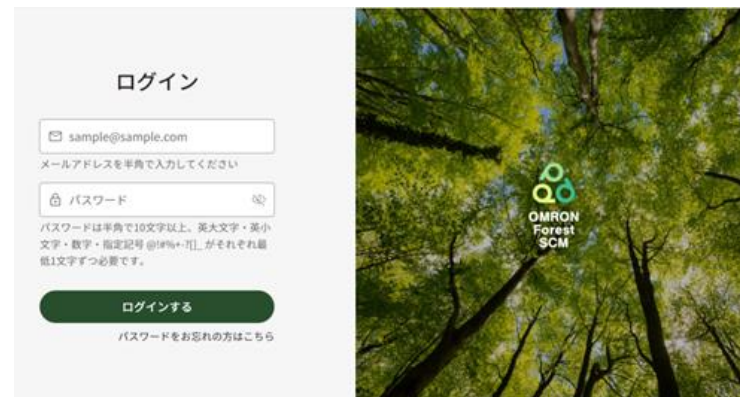 ログイン
sample@sample.com
メールアドレスを半角で入力してください
パスワード
パスワードは半角で10文字以上、英大文字・英小
文字・数字・指定記号 @!#%+-?[]_ がそれぞれ最
低1文字ずつ必要です。
ログインする
パスワードをお忘れの方はこちら
OMRON
Forest
SCM